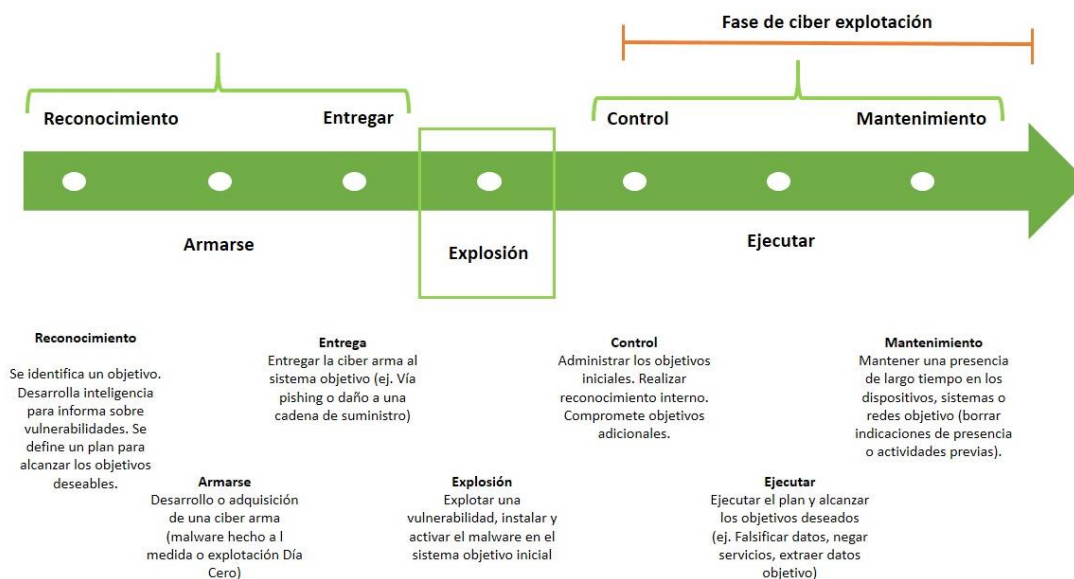 Fase de ciber explotación
Reconocimiento
Entregar
Control
Mantenimiento
Armarse
Explosión
Ejecutar
Reconocimiento
Se identifica un objetivo.
Desarrolla inteligencia
para informa sobre
vulnerabilidades. Se
define un plan para
alcanzar los objetivos
deseables.
Entrega
Entregar la ciber arma al
sistema objetivo (ej. Vía
pishing o daño a una
cadena de suministro)
Control
Administrar los objetivos
iniciales. Realizar
reconocimiento interno.
Compromete objetivos
adicionales.
Mantenimiento
Mantener una presencia
de largo tiempo en los
dispositivos, sistemas o
redes objetivo (borrar
indicaciones de presencia
o actividades previas).
Armarse
Desarrollo o adquisición
de una ciber arma
(malware hecho a l
medida o explotación Día
Cero)
Explosión
Explotar una
vulnerabilidad, instalar y
activar el malware en el
sistema objetivo inicial
Ejecutar
Ejecutar el plan y alcanzar
los objetivos deseados
(ej. Falsificar datos, negar
servicios, extraer datos
objetivo)